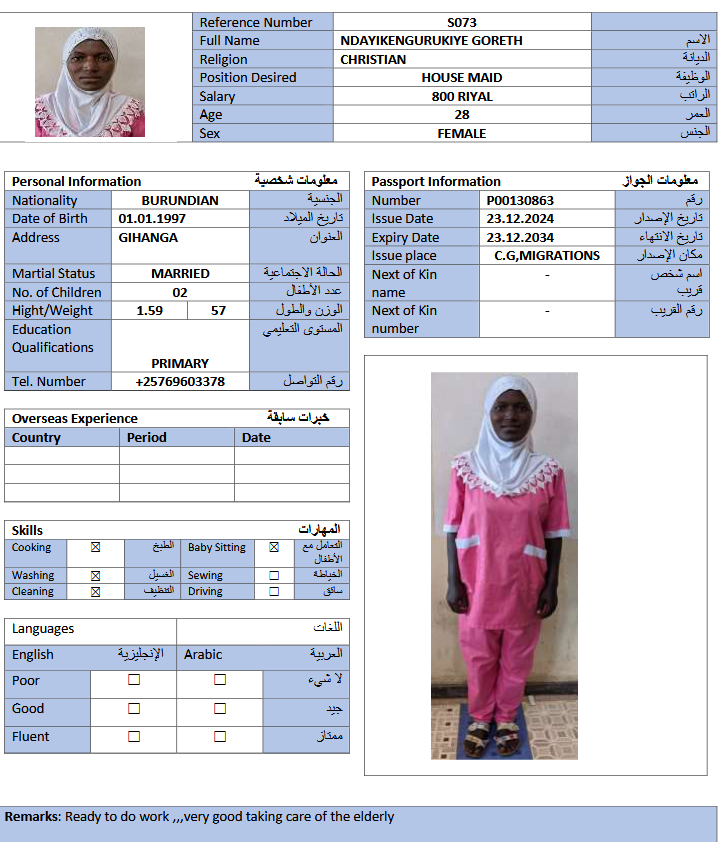 Reference Number S073
Full Name NDAYIKENGURUKIYE GORETH الاسم
Religion CHRISTIAN الديانة
Position Desired HOUSE MAID الوظيفة
Salary 800 RIYAL الراتب
Age 28 العمر
Sex FEMALE الجنس
Personal Information معلومات شخصية
Nationality BURUNDIAN الجنسية
Date of Birth 01.01.1997 تاريخ الميلاد
Address GIHANGA العنوان
Martial Status MARRIED الحالة الاجتماعية
No. of Children 02 عدد الأطفال
Hight/Weight 1.59 57 الوزن والطول
Education المستوى التعليمي
Qualifications
PRIMARY
Tel. Number +25769603378 رقم التواصل
Passport Information معلومات الجواز
Number P00130863 رقم
Issue Date 23.12.2024 تاريخ الإصدار
Expiry Date 23.12.2034 تاريخ الانتهاء
Issue place C.G,MIGRATIONS مكان الإصدار
Next of Kin - اسم شخص
name قريب
Next of Kin - رقم القريب
number
Overseas Experience خبرات سابقة
Country Period Date
Skills المهارات
Cooking ☒ الطبخ Baby Sitting ☒ التعامل مع
الأطفال
Washing ☒ الغسيل Sewing ☐ الخياطة
Cleaning ☒ التنظيف Driving ☐ سائق
Languages اللغات
English الإنجليزية Arabic العربية
Poor ☐ ☐ لا شيء
Good ☐ ☐ جيد
Fluent ☐ ☐ ممتاز
Remarks: Ready to do work ,,,very good taking care of the elderly